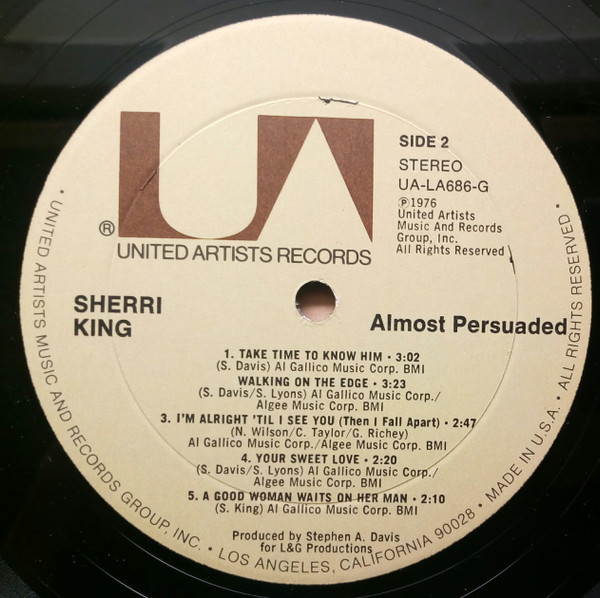 UA
®
UNITED ARTISTS RECORDS
SIDE 2
STEREO
UA-LA686-G
℗1976
United Artists
Music And Records
Group, Inc.
All Rights Reserved
SHERRI
KING
Almost Persuaded
1. TAKE TIME TO KNOW HIM • 3:02
(S. Davis) Al Gallico Music Corp. BMI
WALKING ON THE EDGE • 3:23
(S. Davis/S. Lyons) Al Gallico Music Corp./
Algee Music Corp. BMI
3. I'M ALRIGHT 'TIL I SEE YOU (Then I Fall Apart) • 2:47
(N. Wilson/C. Taylor/G. Richey)
Al Gallico Music Corp./Algee Music Corp. BMI
4. YOUR SWEET LOVE • 2:20
(S. Davis/S. Lyons) Al Gallico Music Corp./
Algee Music Corp. BMI
5. A GOOD WOMAN WAITS ON HER MAN • 2:10
(S. King) Al Gallico Music Corp. BMI
Produced by Stephen A. Davis
for L&G Productions
• UNITED ARTISTS MUSIC AND RECORDS GROUP, INC. • LOS ANGELES, CALIFORNIA 90028 • MADE IN U.S.A. • ALL RIGHTS RESERVED •